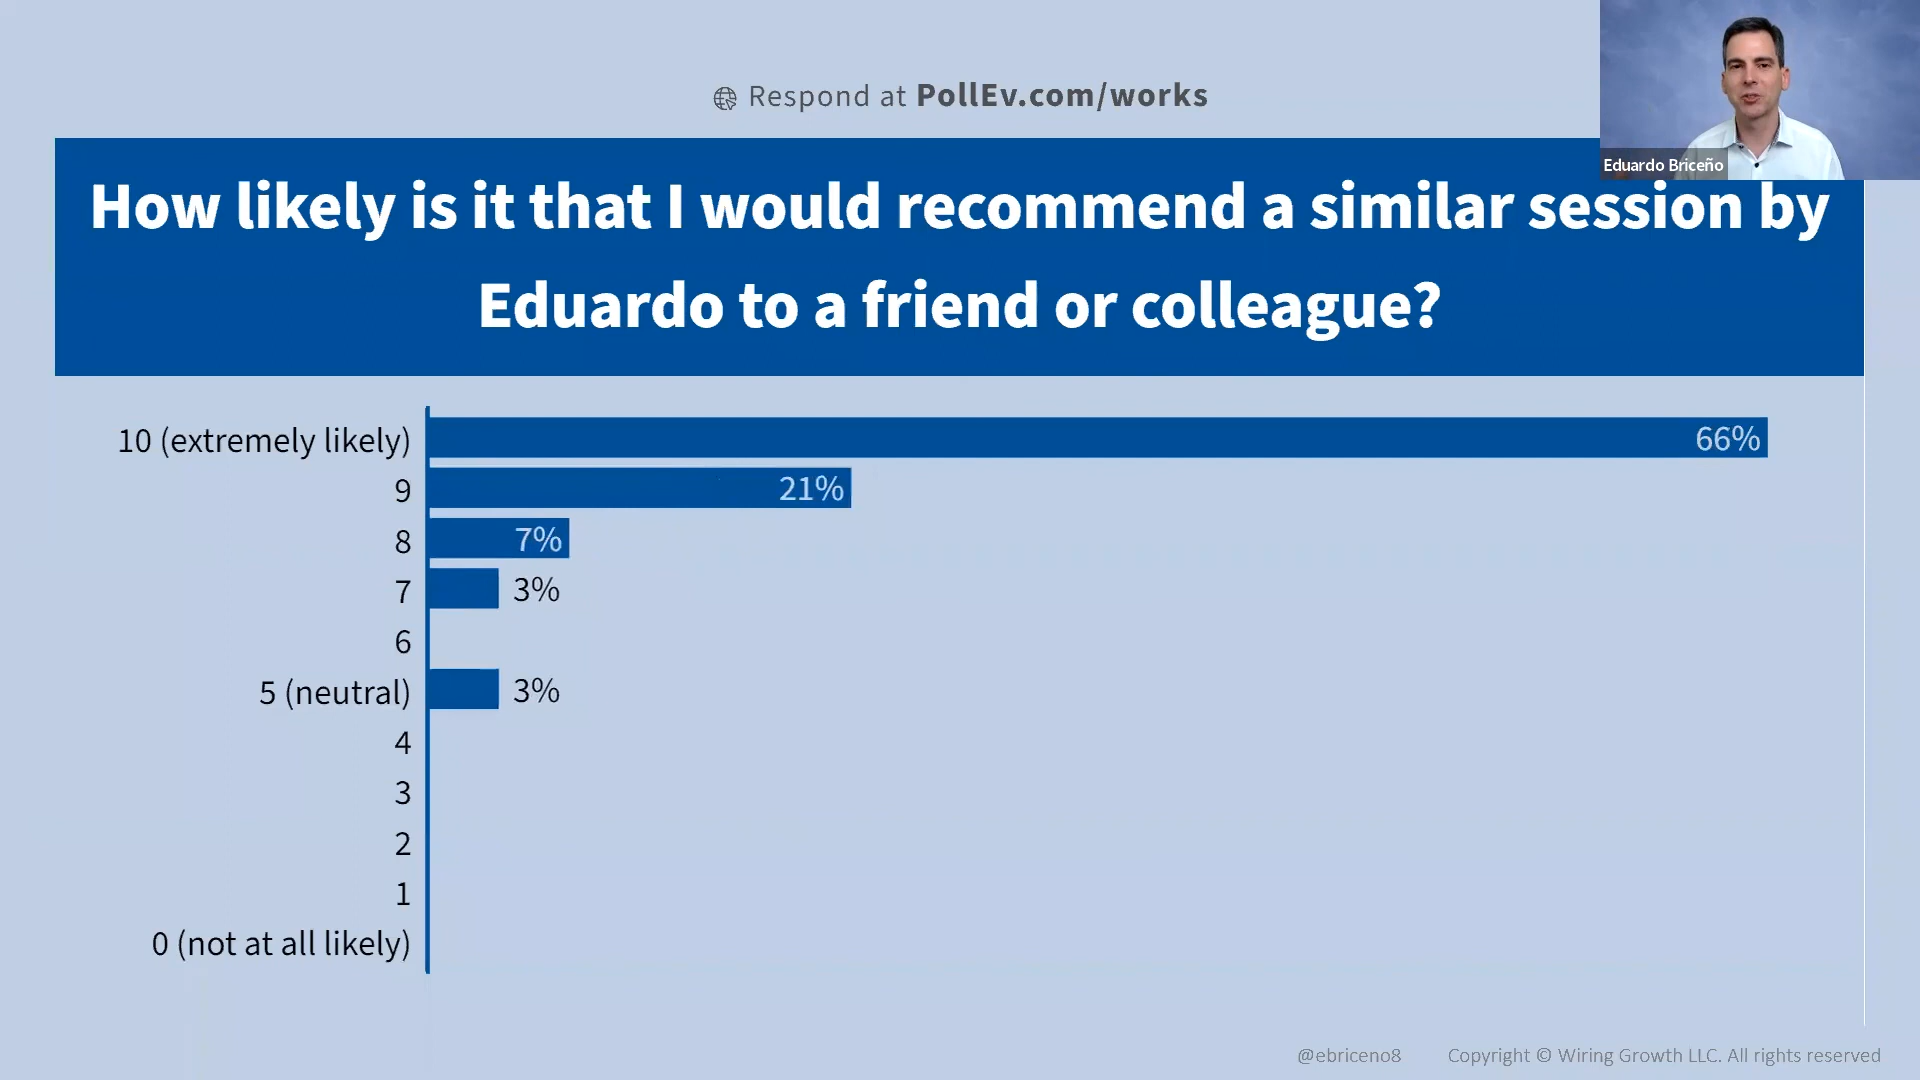 Respond at PollEv.com/works
Eduardo Briceño
How likely is it that I would recommend a similar session by
Eduardo to a friend or colleague?
10 (extremely likely) 66%
9 21%
8 7%
7 3%
6
5 (neutral) 3%
4
3
2
1
0 (not at all likely)
@ebriceno8 Copyright © Wiring Growth LLC. All rights reserved